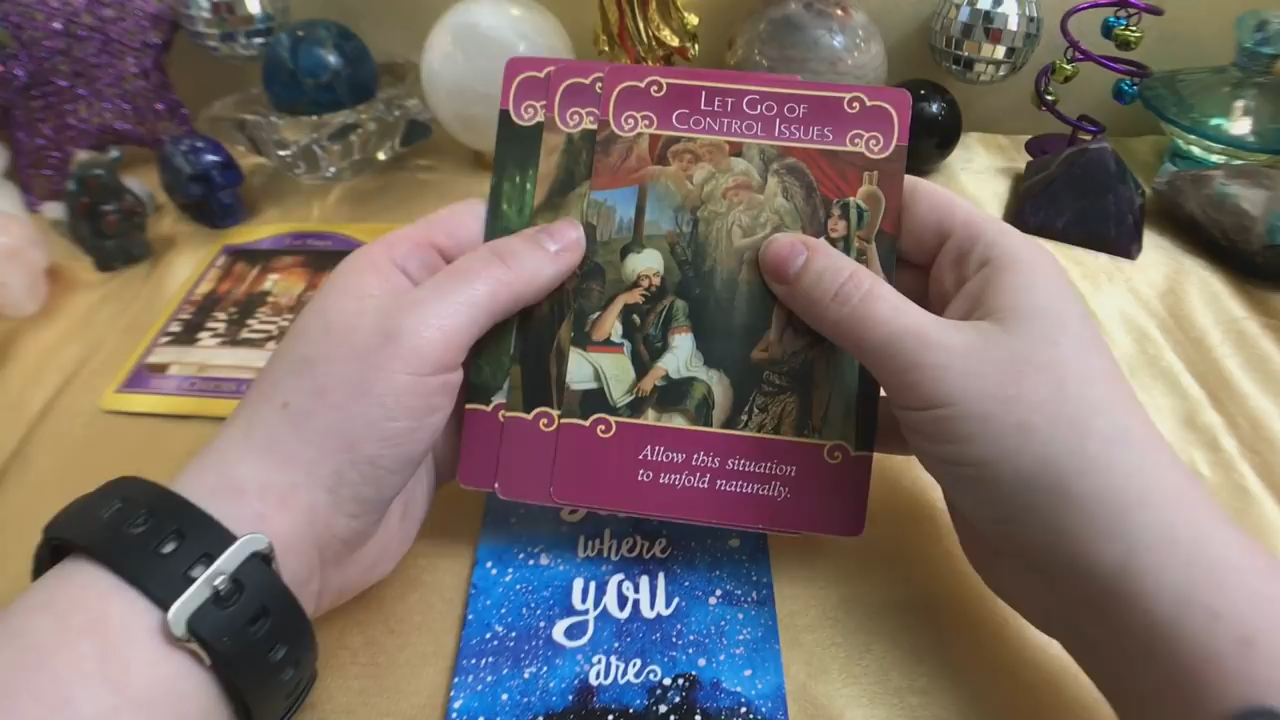 LET GO OF
CONTROL ISSUES
Allow this situation
to unfold naturally.
where
you
are